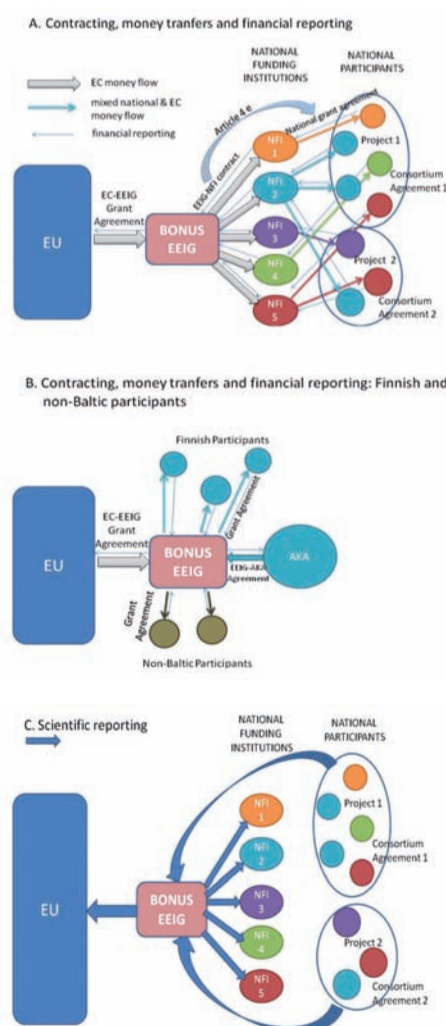 A. Contracting, money tranfers and financial reporting
NATIONAL
FUNDING
INSTITUTIONS
NATIONAL
PARTICIPANTS
EC money flow
mixed national & EC
money flow
financial reporting
Article 4 e
National grant agreement
EEIG-NFI contract
EC-EEIG
Grant
Agreement
EU
BONUS
EEIG
NFI
1
NFI
2
NFI
3
NFI
4
NFI
5
Project 1
Consortium
Agreement 1
Project 2
Consortium
Agreement 2
B. Contracting, money tranfers and financial reporting: Finnish and
non-Baltic participants
Finnish Participants
EC-EEIG
Grant
Agreement
EU
BONUS
EEIG
Grant Agreement
EEIG-AKA
Agreement
AKA
Grant
Agreement
Non-Baltic Participants
C. Scientific reporting
NATIONAL
FUNDING
INSTITUTIONS
NATIONAL
PARTICIPANTS
EU
BONUS
EEIG
NFI
1
NFI
2
NFI
3
NFI
4
NFI
5
Project 1
Consortium
Agreement 1
Project 2
Consortium
Agreement 2